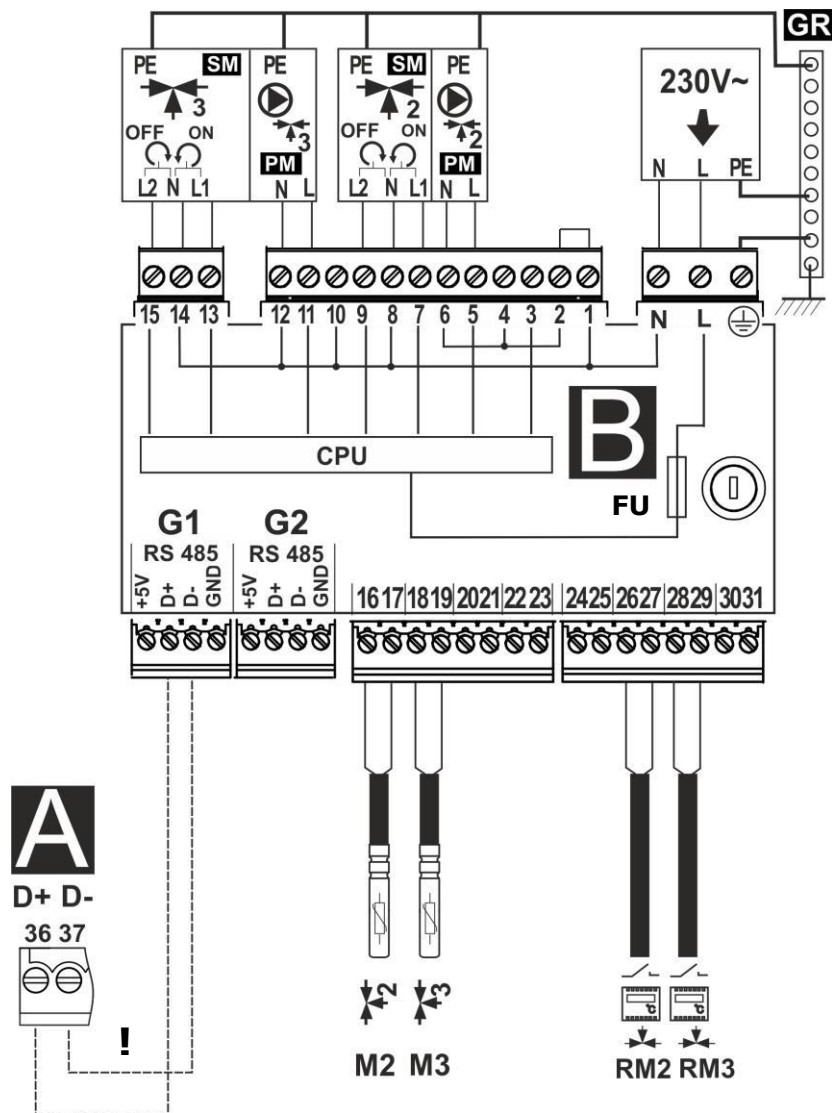 GR
PE SM PE PE SM PE
230V~
3 3 2 2
OFF ON OFF ON
PM PM
L2 N L1 N L L2 N L1 N L N L PE
15 14 13 12 11 10 9 8 7 6 5 4 3 2 1 N L
B
CPU
FU
G1 G2
RS 485 RS 485
+5V D+ D- GND +5V D+ D- GND
16 17 18 19 20 21 22 23 24 25 26 27 28 29 30 31
A
D+ D-
36 37
!
2 3
°C °C
M2 M3 RM2 RM3